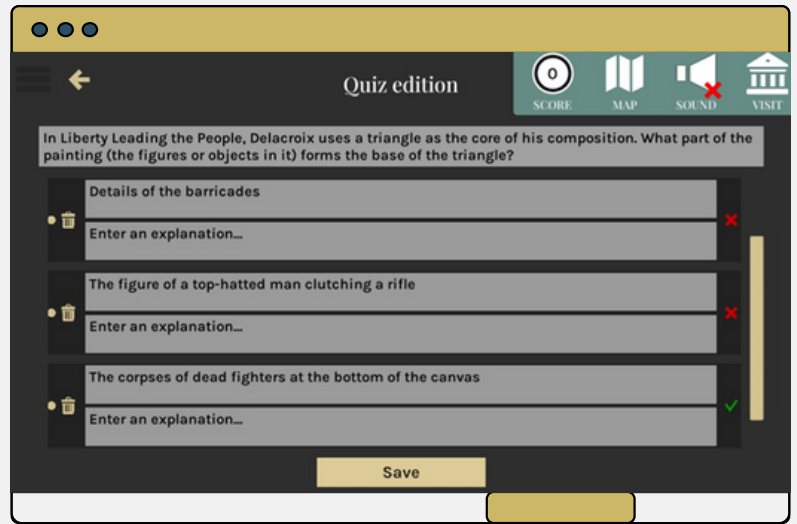 Quiz edition
0
SCORE
MAP
SOUND
VISIT
In Liberty Leading the People, Delacroix uses a triangle as the core of his composition. What part of the
painting (the figures or objects in it) forms the base of the triangle?
Details of the barricades
Enter an explanation...
The figure of a top-hatted man clutching a rifle
Enter an explanation...
The corpses of dead fighters at the bottom of the canvas
Enter an explanation...
Save